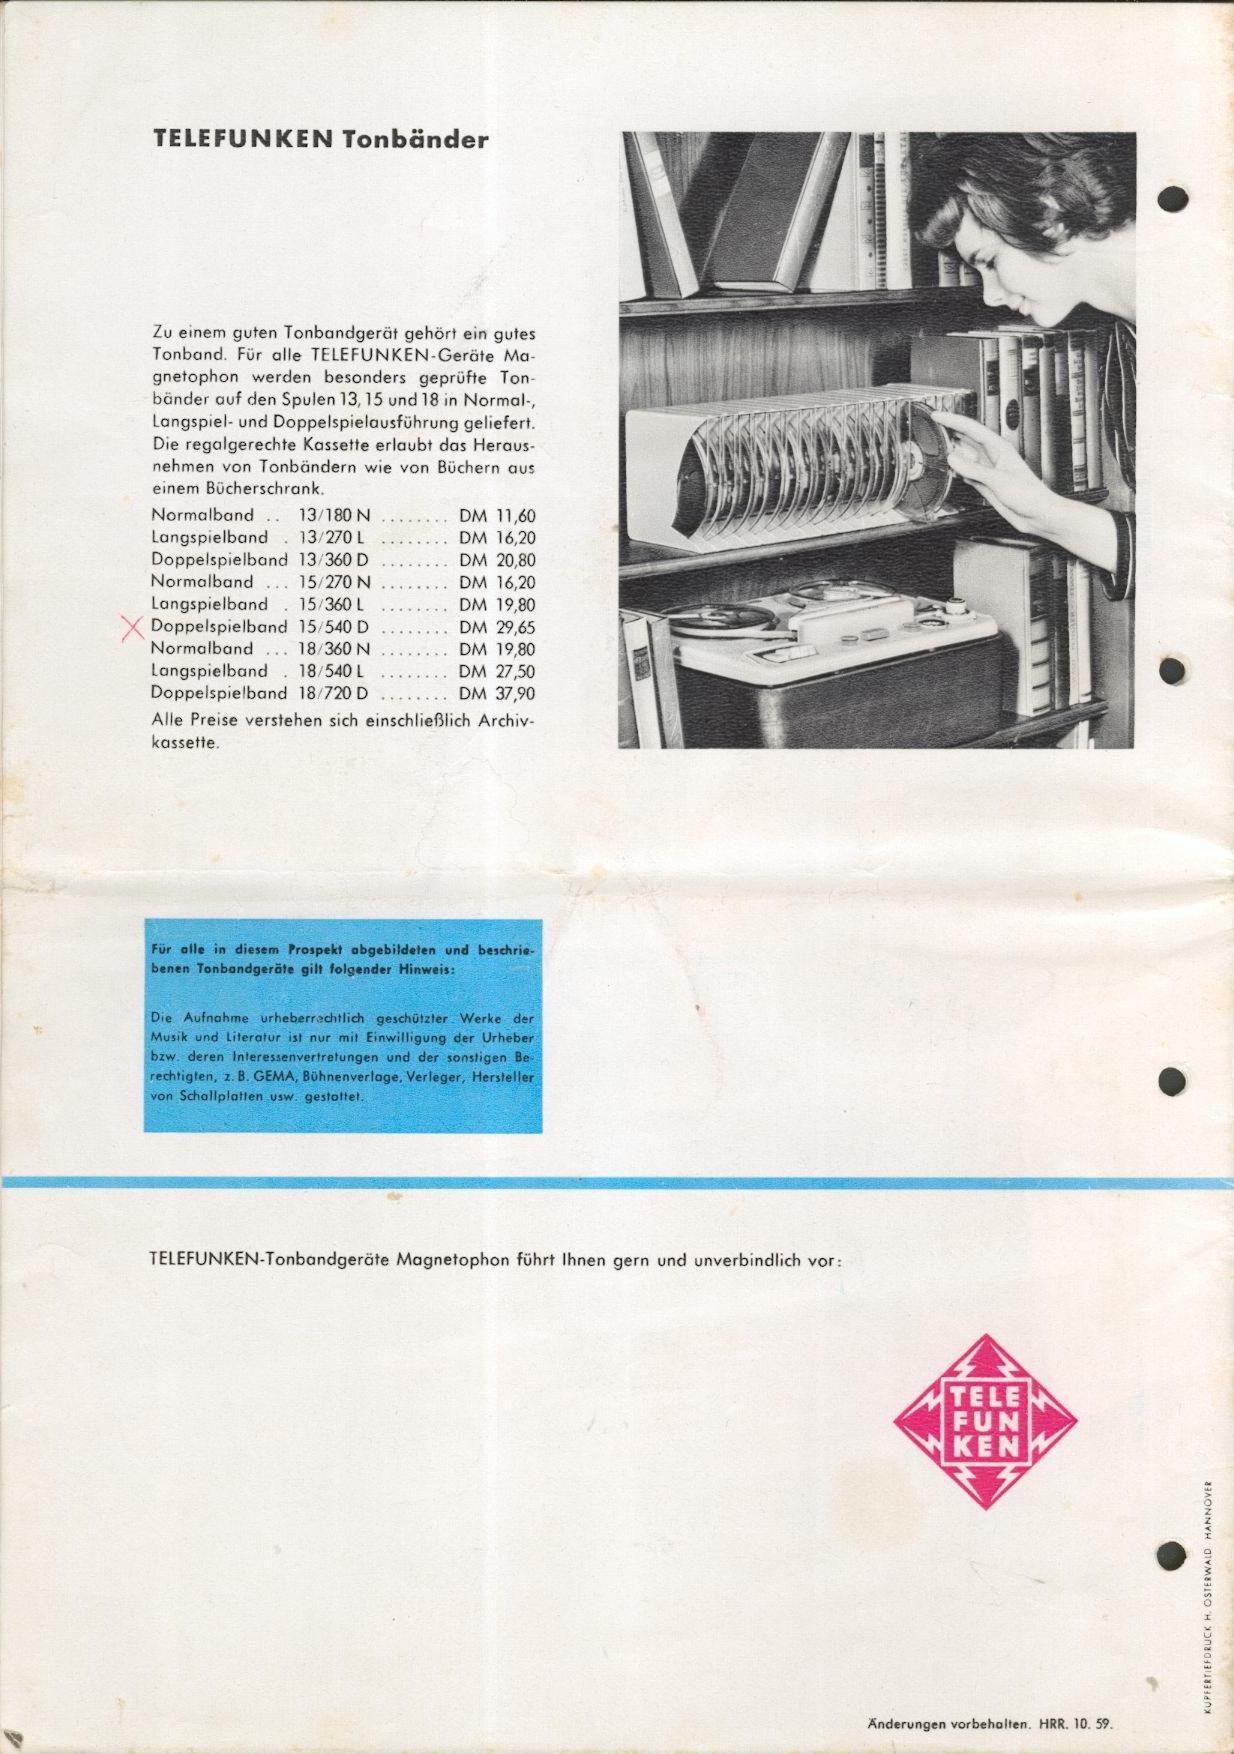 TELEFUNKEN Tonbänder
Zu einem guten Tonbandgerät gehört ein gutes
Tonband. Für alle TELEFUNKEN-Geräte Ma-
gnetophon werden besonders geprüfte Ton-
bänder auf den Spulen 13, 15 und 18 in Normal-,
Langspiel- und Doppelspielausführung geliefert.
Die regalgerechte Kassette erlaubt das Heraus-
nehmen von Tonbändern wie von Büchern aus
einem Bücherschrank.
Normalband .. 13/180 N ........ DM 11,60
Langspielband . 13/270 L ........ DM 16,20
Doppelspielband 13/360 D ........ DM 20,80
Normalband ... 15/270 N ........ DM 16,20
Langspielband . 15/360 L ........ DM 19,80
Doppelspielband 15/540 D ........ DM 29,65
Normalband ... 18/360 N ........ DM 19,80
Langspielband . 18/540 L ........ DM 27,50
Doppelspielband 18/720 D ........ DM 37,90
Alle Preise verstehen sich einschließlich Archiv-
kassette.
Für alle in diesem Prospekt abgebildeten und beschrie-
benen Tonbandgeräte gilt folgender Hinweis:
Die Aufnahme urheberrechtlich geschützter Werke der
Musik und Literatur ist nur mit Einwilligung der Urheber
bzw. deren Interessenvertretungen und der sonstigen Be-
rechtigten, z. B. GEMA, Bühnenverlage, Verleger, Hersteller
von Schallplatten usw. gestattet.
TELEFUNKEN-Tonbandgeräte Magnetophon führt Ihnen gern und unverbindlich vor:
TELE
FUN
KEN
KUPFERTIEFDRUCK H. OSTERWALD HANNOVER
Änderungen vorbehalten. HRR. 10. 59.